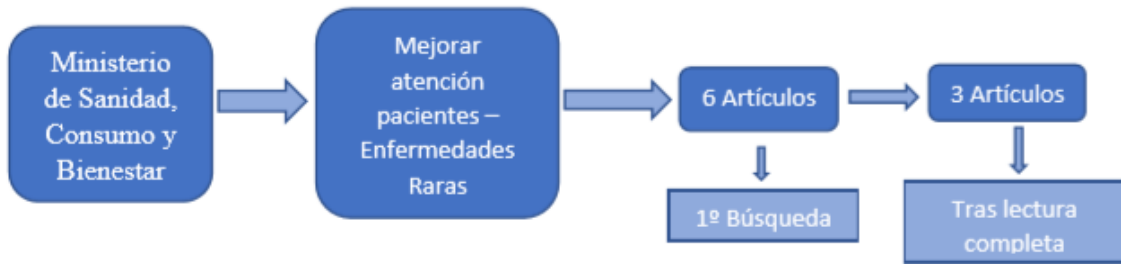 Ministerio
de Sanidad,
Consumo y
Bienestar
Mejorar
atención
pacientes –
Enfermedades
Raras
6 Artículos
3 Artículos
1º Búsqueda
Tras lectura
completa